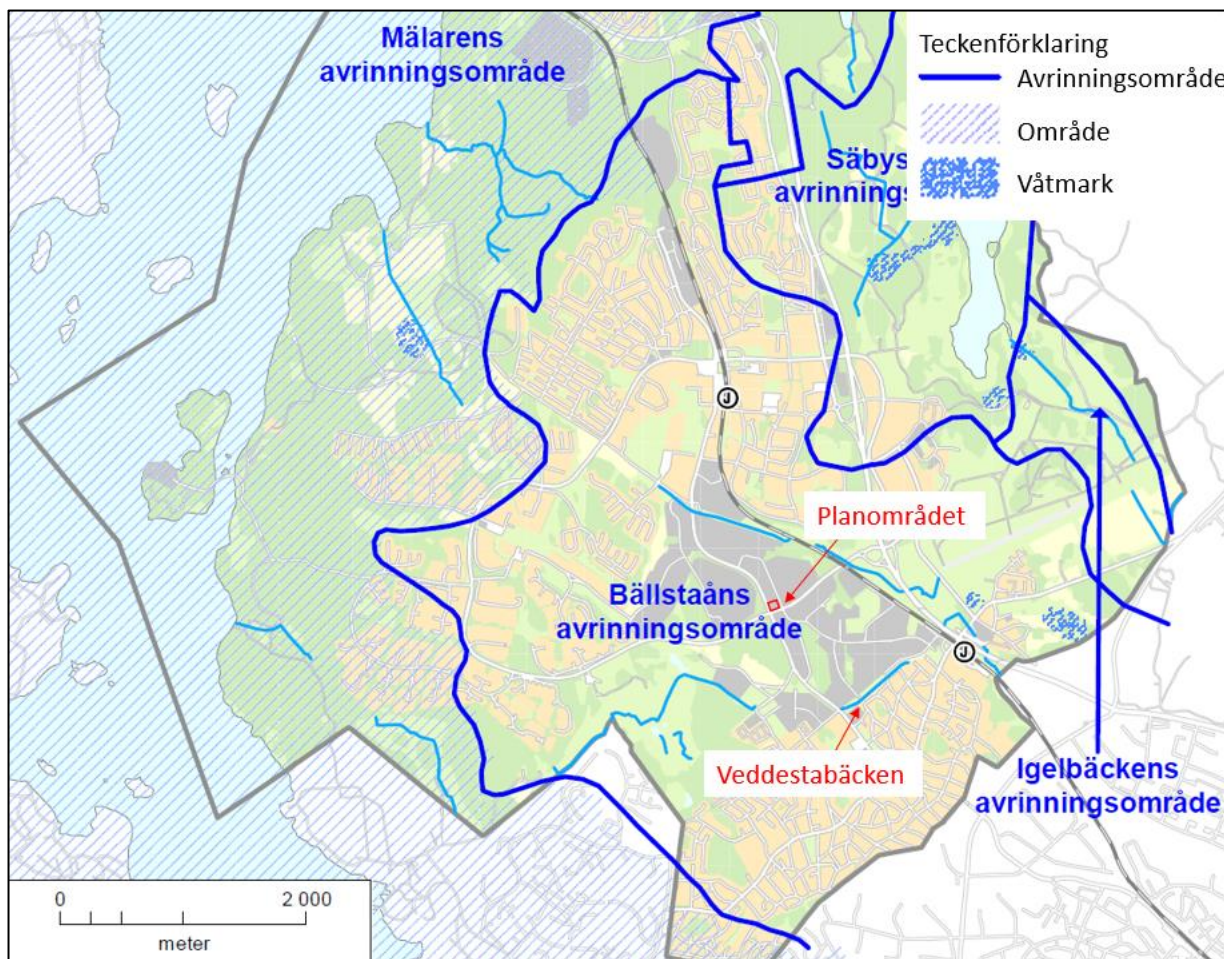 Mälarens
avrinningsområde
Teckenförklaring
Avrinningsområde
Område
Våtmark
Säbys
avrinnings
J
Planområdet
Bällstaåns
avrinningsområde
J
Veddestabäcken
Igelbäckens
avrinningsområde
0 2 000
meter